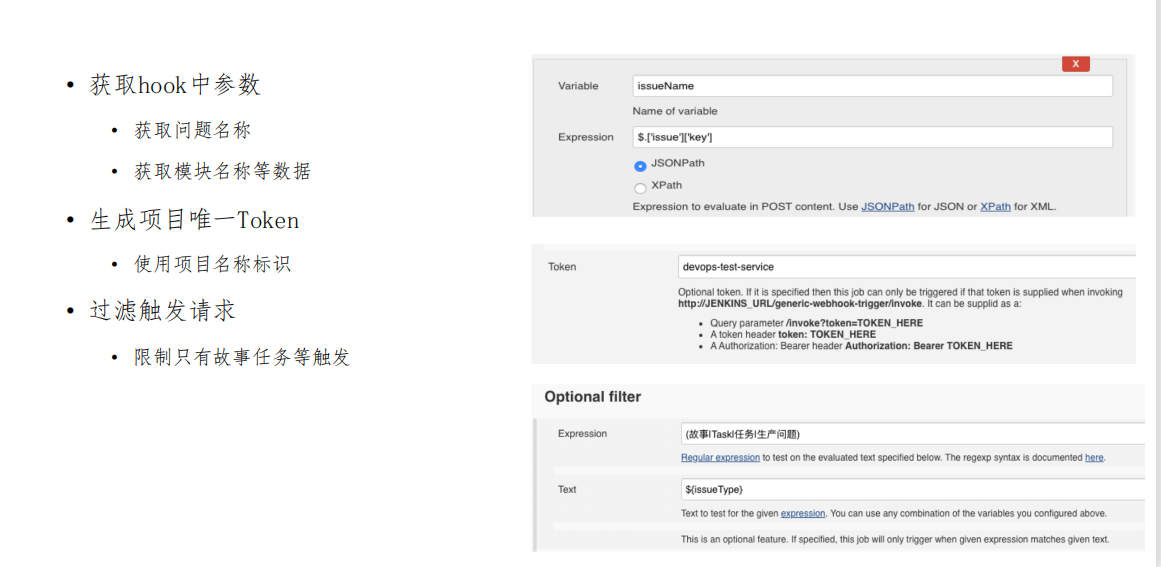 • 获取hook中参数
• 获取问题名称
• 获取模块名称等数据
• 生成项目唯一Token
• 使用项目名称标识
• 过滤触发请求
• 限制只有故事任务等触发
X
Variable issueName
Name of variable
Expression $.['issue']['key']
JSONPath
XPath
Expression to evaluate in POST content. Use JSONPath for JSON or XPath for XML.
Token devops-test-service
Optional token. If it is specified then this job can only be triggered if that token is supplied when invoking
http://JENKINS_URL/generic-webhook-trigger/invoke. It can be supplid as a:
• Query parameter /invoke?token=TOKEN_HERE
• A token header token: TOKEN_HERE
• A Authorization: Bearer header Authorization: Bearer TOKEN_HERE
Optional filter
Expression (故事|Task|任务|生产问题)
Regular expression to test on the evaluated text specified below. The regexp syntax is documented here.
Text ${issueType}
Text to test for the given expression. You can use any combination of the variables you configured above.
This is an optional feature. If specified, this job will only trigger when given expression matches given text.